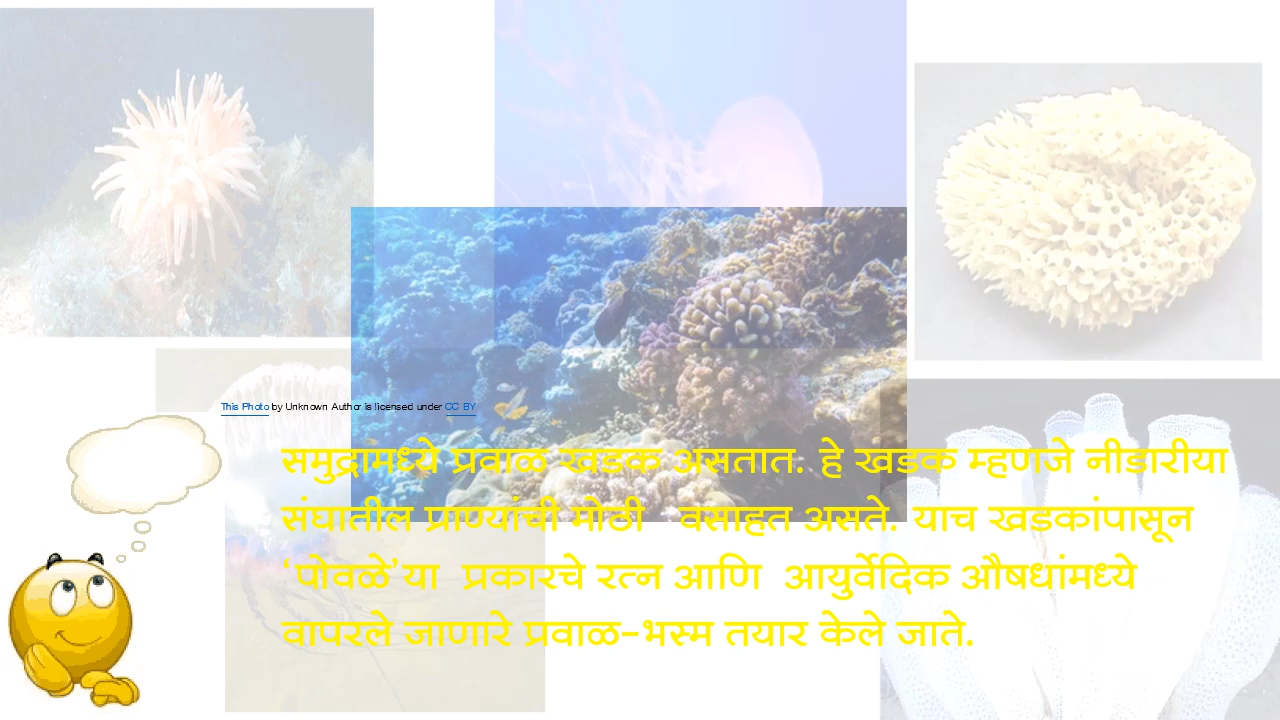 This Photo by Unknown Author is licensed under CC BY
समुद्रामध्ये प्रवाळ खडक असतात. हे खडक म्हणजे नीडारीया
संघातील प्राण्यांची मोठी वसाहत असते. याच खडकांपासून
‘पोवळे’या प्रकारचे रत्न आणि आयुर्वेदिक औषधांमध्ये
वापरले जाणारे प्रवाळ-भस्म तयार केले जाते.